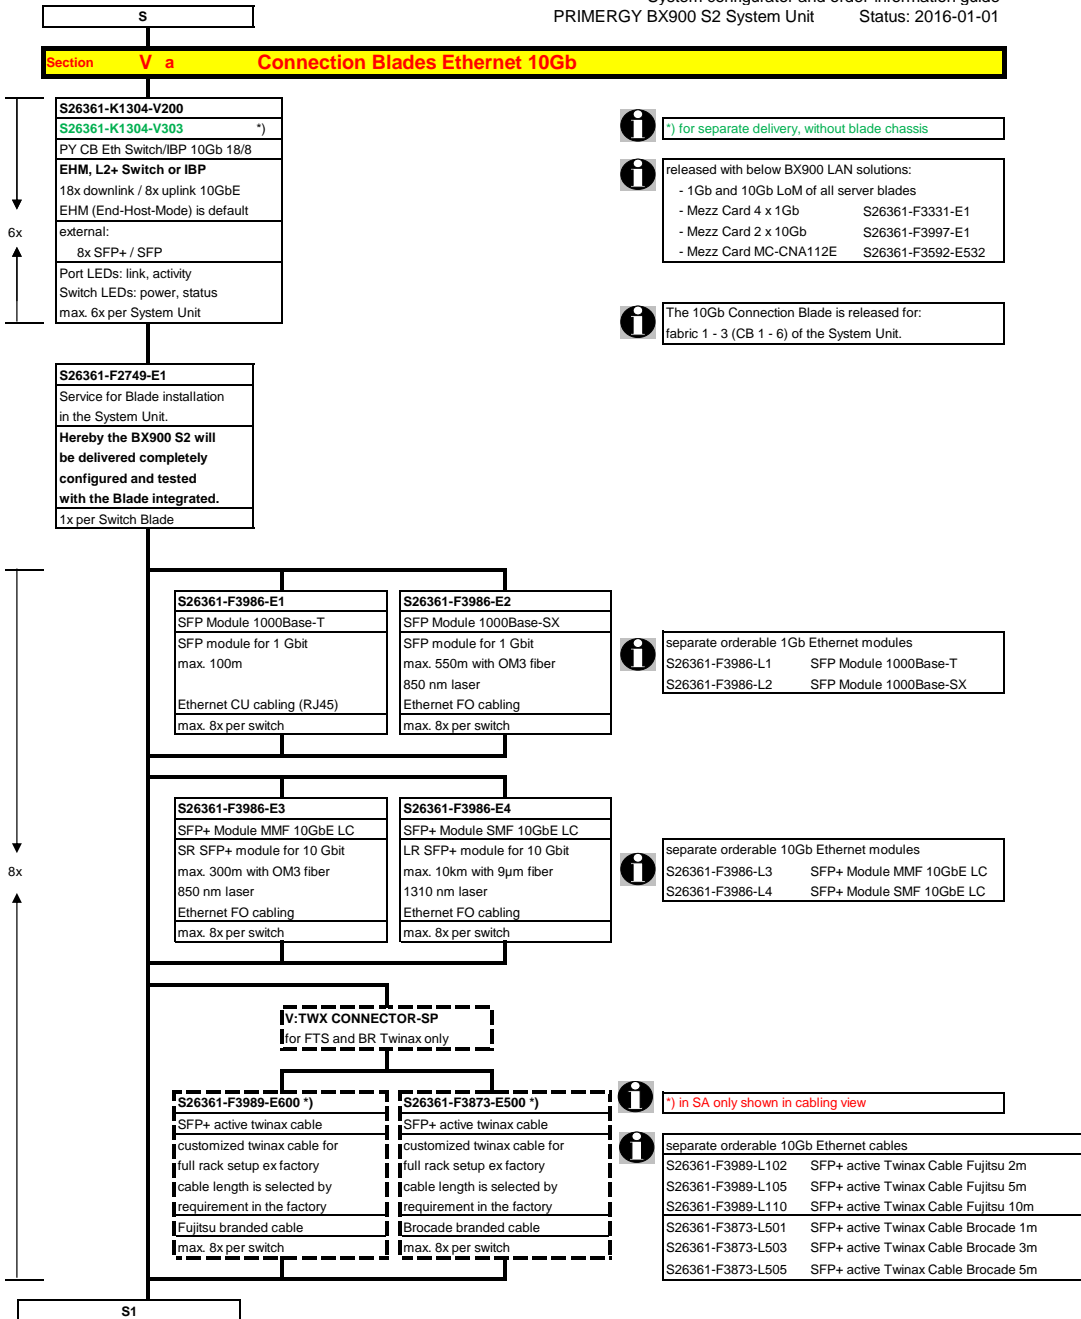 System configurator and order information guide
PRIMERGY BX900 S2 System Unit Status: 2016-01-01
S
Section V a Connection Blades Ethernet 10Gb
S26361-K1304-V200
S26361-K1304-V303 *)
PY CB Eth Switch/IBP 10Gb 18/8
EHM, L2+ Switch or IBP
18x downlink / 8x uplink 10GbE
EHM (End-Host-Mode) is default
external:
8x SFP+ / SFP
Port LEDs: link, activity
Switch LEDs: power, status
max. 6x per System Unit
6x
*) for separate delivery, without blade chassis
released with below BX900 LAN solutions:
- 1Gb and 10Gb LoM of all server blades
- Mezz Card 4 x 1Gb S26361-F3331-E1
- Mezz Card 2 x 10Gb S26361-F3997-E1
- Mezz Card MC-CNA112E S26361-F3592-E532
The 10Gb Connection Blade is released for:
fabric 1 - 3 (CB 1 - 6) of the System Unit.
S26361-F2749-E1
Service for Blade installation
in the System Unit.
Hereby the BX900 S2 will
be delivered completely
configured and tested
with the Blade integrated.
1x per Switch Blade
S26361-F3986-E1
SFP Module 1000Base-T
SFP module for 1 Gbit
max. 100m
Ethernet CU cabling (RJ45)
max. 8x per switch
S26361-F3986-E2
SFP Module 1000Base-SX
SFP module for 1 Gbit
max. 550m with OM3 fiber
850 nm laser
Ethernet FO cabling
max. 8x per switch
separate orderable 1Gb Ethernet modules
S26361-F3986-L1 SFP Module 1000Base-T
S26361-F3986-L2 SFP Module 1000Base-SX
S26361-F3986-E3
SFP+ Module MMF 10GbE LC
SR SFP+ module for 10 Gbit
max. 300m with OM3 fiber
850 nm laser
Ethernet FO cabling
max. 8x per switch
S26361-F3986-E4
SFP+ Module SMF 10GbE LC
LR SFP+ module for 10 Gbit
max. 10km with 9µm fiber
1310 nm laser
Ethernet FO cabling
max. 8x per switch
separate orderable 10Gb Ethernet modules
S26361-F3986-L3 SFP+ Module MMF 10GbE LC
S26361-F3986-L4 SFP+ Module SMF 10GbE LC
8x
V:TWX CONNECTOR-SP
for FTS and BR Twinax only
S26361-F3989-E600 *)
SFP+ active twinax cable
customized twinax cable for
full rack setup ex factory
cable length is selected by
requirement in the factory
Fujitsu branded cable
max. 8x per switch
S26361-F3873-E500 *)
SFP+ active twinax cable
customized twinax cable for
full rack setup ex factory
cable length is selected by
requirement in the factory
Brocade branded cable
max. 8x per switch
*) in SA only shown in cabling view
separate orderable 10Gb Ethernet cables
S26361-F3989-L102 SFP+ active Twinax Cable Fujitsu 2m
S26361-F3989-L105 SFP+ active Twinax Cable Fujitsu 5m
S26361-F3989-L110 SFP+ active Twinax Cable Fujitsu 10m
S26361-F3873-L501 SFP+ active Twinax Cable Brocade 1m
S26361-F3873-L503 SFP+ active Twinax Cable Brocade 3m
S26361-F3873-L505 SFP+ active Twinax Cable Brocade 5m
S1